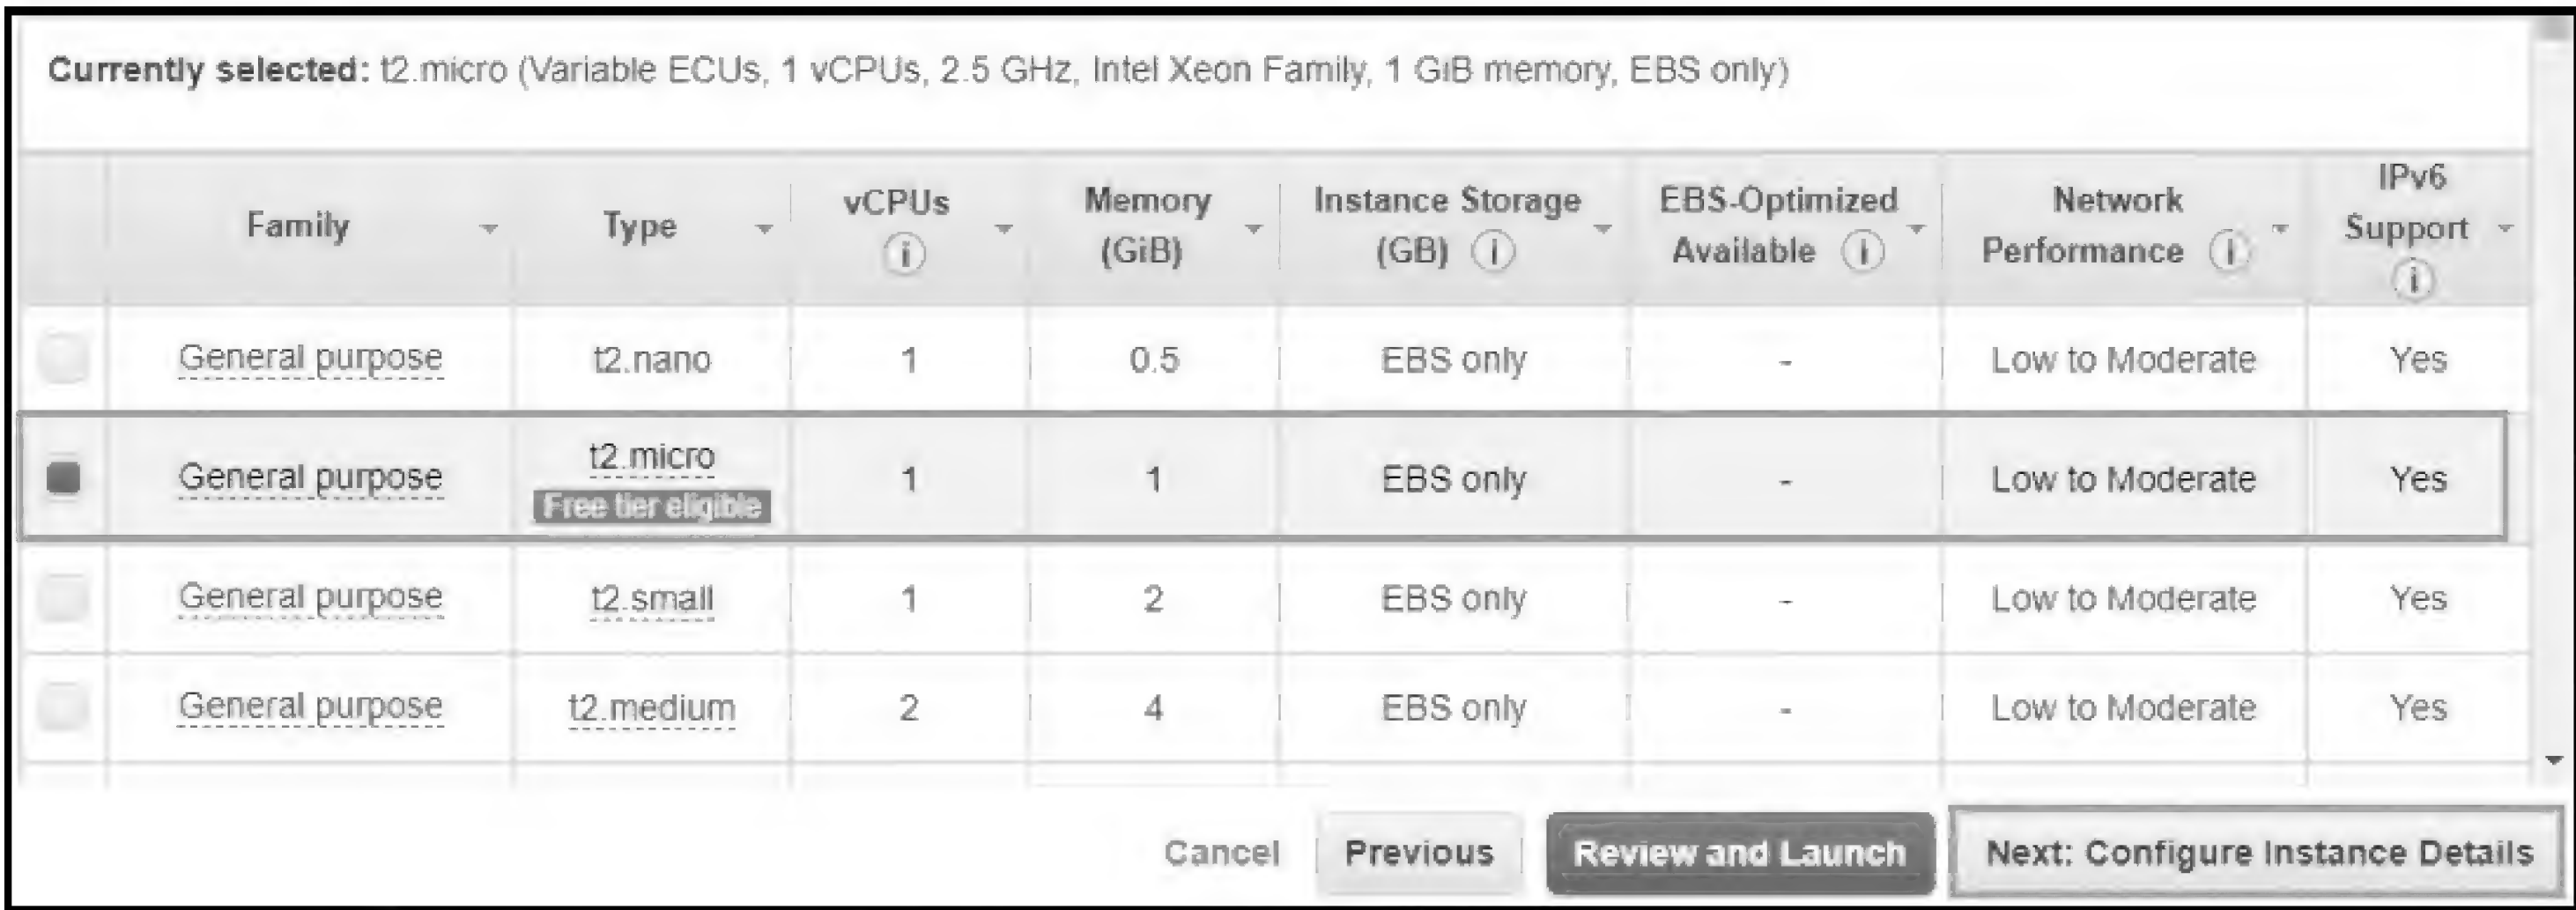 Currently selected: t2.micro (Variable ECUs, 1 vCPUs, 2.5 GHz, Intel Xeon Family, 1 GiB memory, EBS only)
Family Type vCPUs Memory (GiB) Instance Storage (GB) EBS-Optimized Available Network Performance IPv6 Support
General purpose t2.nano 1 0.5 EBS only - Low to Moderate Yes
General purpose t2.micro 1 1 EBS only - Low to Moderate Yes
Free tier eligible
General purpose t2.small 1 2 EBS only - Low to Moderate Yes
General purpose t2.medium 2 4 EBS only - Low to Moderate Yes
Cancel Previous Review and Launch Next: Configure Instance Details